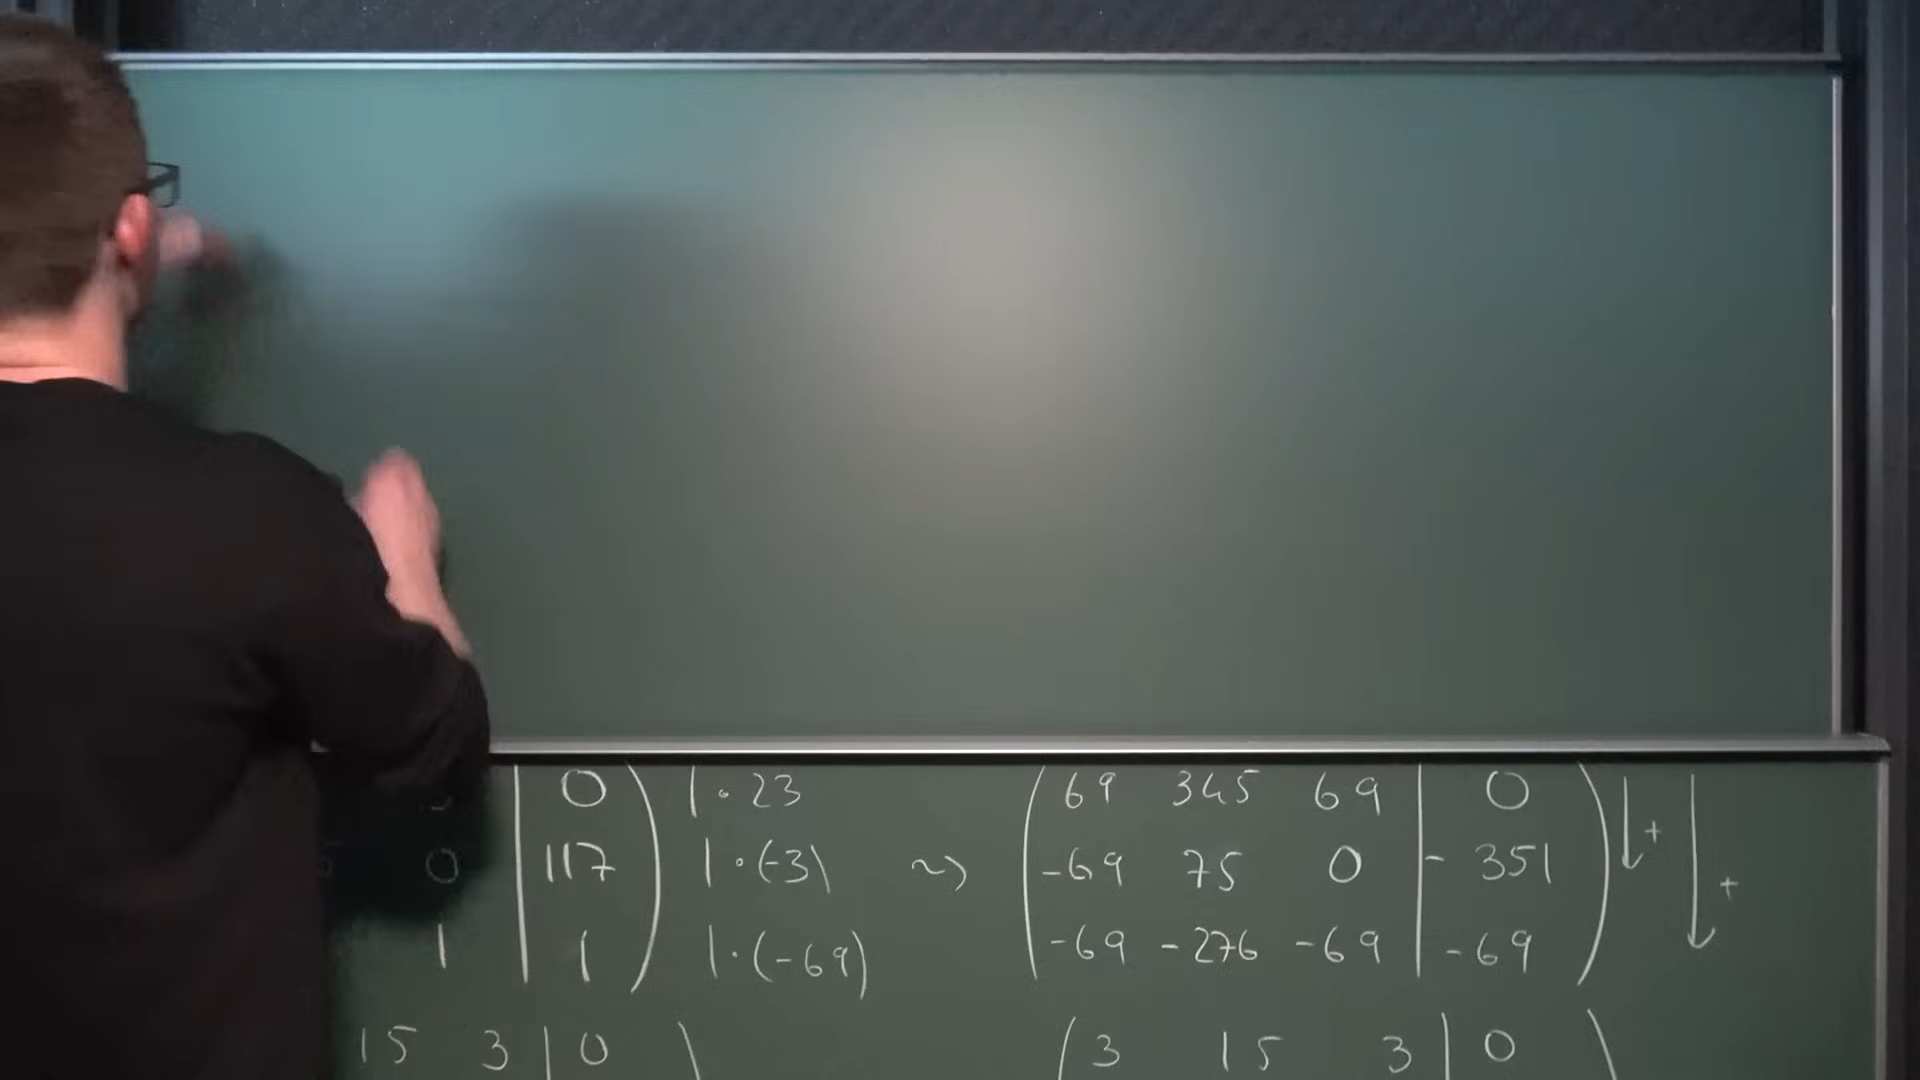 0 ) | · 23 ( 69 345 69 | 0 ) ↓+
0 | 117 | · (-3) ~> -69 75 0 | - 351 ↓+
1 | 1 | · (-69) -69 -276 -69 | -69
15 3 | 0 ) ( 3 15 3 | 0 )